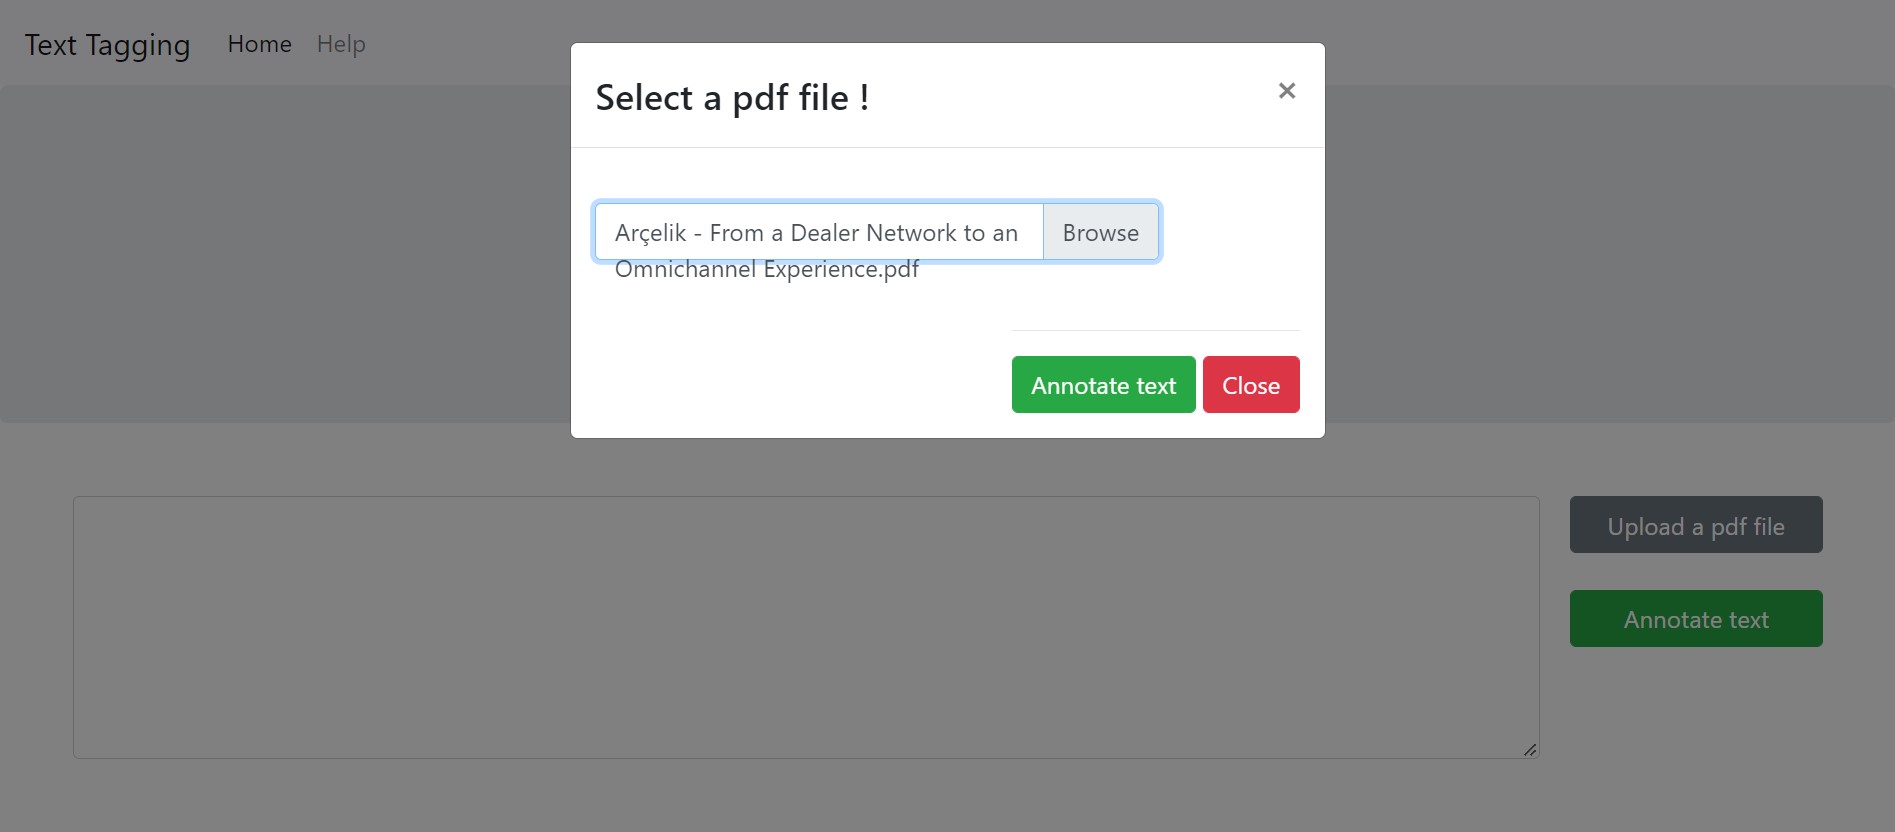 Text Tagging Home Help
Select a pdf file !
×
Arçelik - From a Dealer Network to an
Omnichannel Experience.pdf
Browse
Annotate text Close
Upload a pdf file
Annotate text